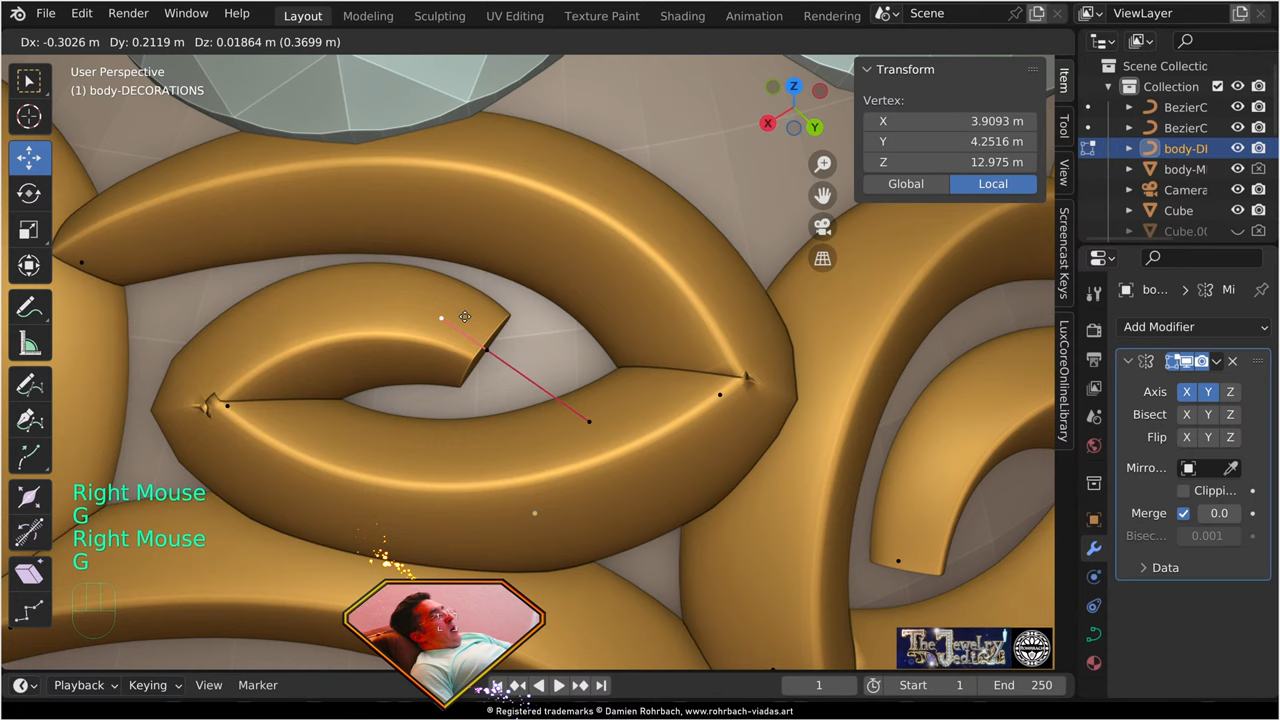 File Edit Render Window Help Layout Modeling Sculpting UV Editing Texture Paint Shading Animation Rendering Scene ViewLayer
Dx: -0.3026 m Dy: 0.2119 m Dz: 0.01864 m (0.3699 m)
User Perspective
(1) body-DECORATIONS
Z
X
Y
Transform
Vertex:
X 3.9093 m
Y 4.2516 m
Z 12.975 m
Global Local
Item
Tool
View
Screencast Keys
LuxCoreOnlineLibrary
Scene Collectic
Collection
BezierC
BezierC
body-DI
body-M
Camera
Cube
Cube.00
bo... Mi
Add Modifier
Axis X Y Z
Bisect X Y Z
Flip X Y Z
Mirro...
Clippi...
Merge 0.0
Bisec... 0.001
Data
Right Mouse
G
Right Mouse
G
The Jewelry
Vedias
ROHRBACH
Playback Keying View Marker 1 Start 1 End 250
® Registered trademarks © Damien Rohrbach, www.rohrbach-viadas.art